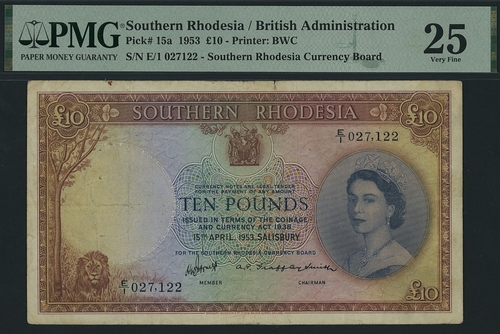 PMG Southern Rhodesia / British Administration
Pick# 15a 1953 £10 - Printer: BWC
PAPER MONEY GUARANTY S/N E/1 027122 - Southern Rhodesia Currency Board
25
Very Fine
£10 SOUTHERN RHODESIA £10
E/1 027,122
CURRENCY NOTES ARE LEGAL TENDER
FOR THE PAYMENT OF ANY AMOUNT
TEN POUNDS
ISSUED IN TERMS OF THE COINAGE
AND CURRENCY ACT 1938
15TH APRIL 1953, SALISBURY
FOR THE SOUTHERN RHODESIA CURRENCY BOARD
E/1 027,122
MEMBER CHAIRMAN
£10